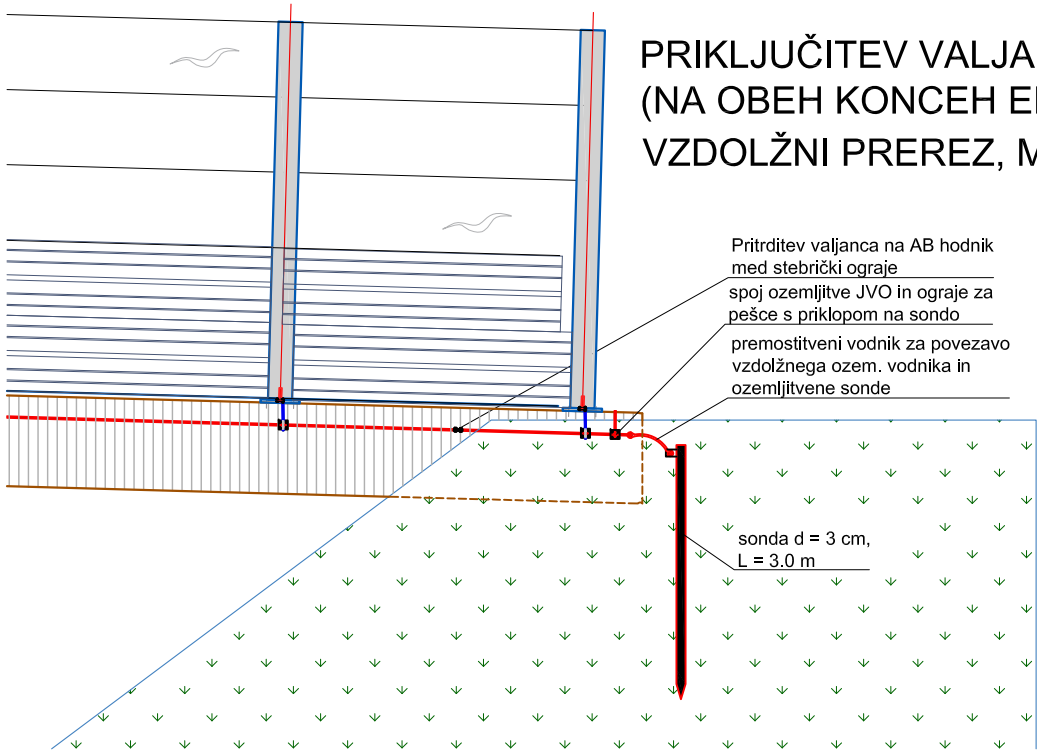 PRIKLJUČITEV VALJA
(NA OBEH KONCEH
VZDOLŽNI PREREZ,
Pritrditev valjanca na AB hodnik
med stebrički ograje
spoj ozemljitve JVO in ograje za
pešce s priklopom na sondo
premostitveni vodnik za povezavo
vzdolžnega ozem. vodnika in
ozemljitvene sonde
sonda d = 3 cm,
L = 3.0 m